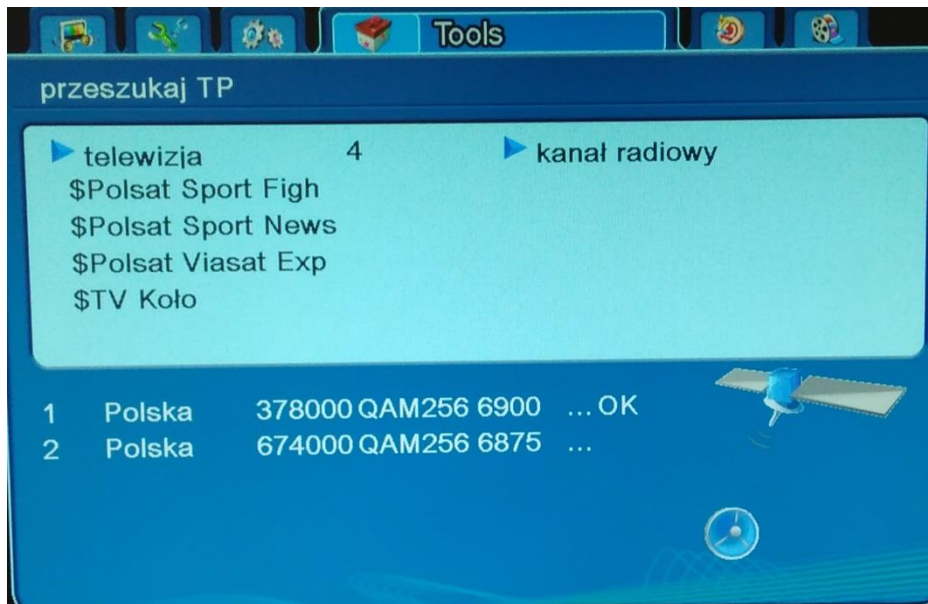 Tools
przeszukaj TP
telewizja 4 kanał radiowy
$Polsat Sport Figh
$Polsat Sport News
$Polsat Viasat Exp
$TV Koło
1 Polska 378000 QAM256 6900 ... OK
2 Polska 674000 QAM256 6875 ...